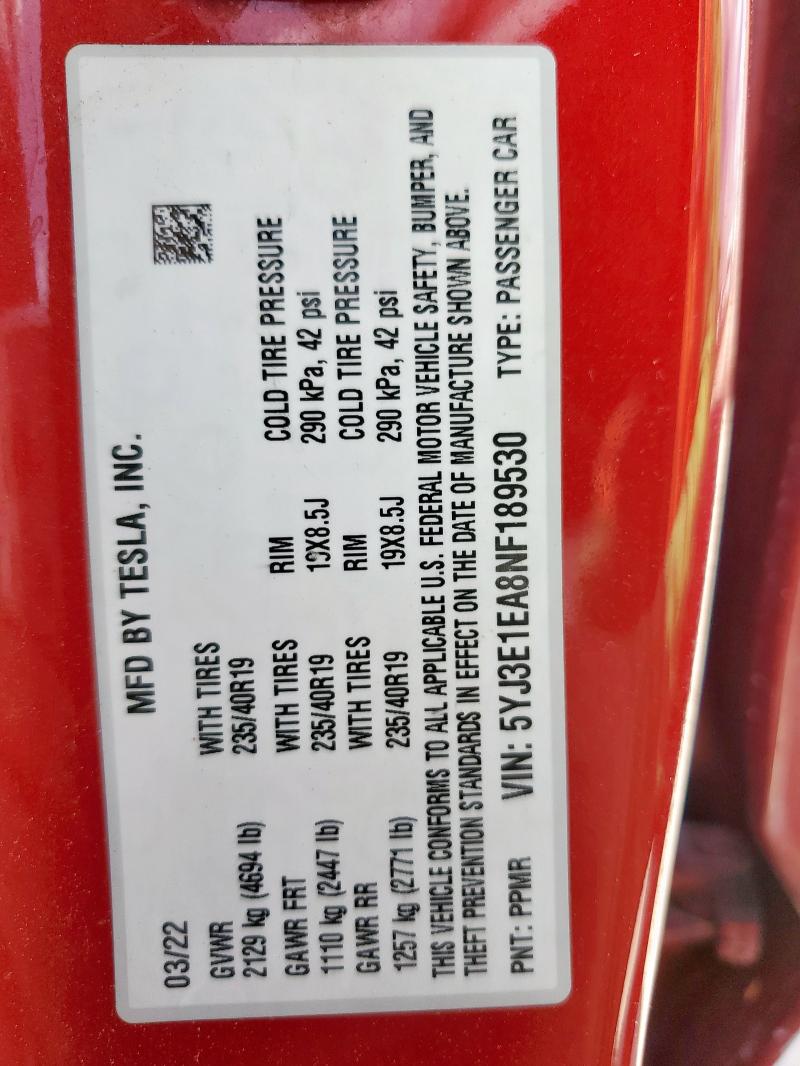 MFD BY TESLA, INC.
03/22
GVWR WITH TIRES
2129 kg (4694 lb) 235/40R19
GAWR FRT WITH TIRES RIM COLD TIRE PRESSURE
1110 kg (2447 lb) 235/40R19 19X8.5J 290 kPa, 42 psi
GAWR RR WITH TIRES RIM COLD TIRE PRESSURE
1257 kg (2771 lb) 235/40R19 19X8.5J 290 kPa, 42 psi
THIS VEHICLE CONFORMS TO ALL APPLICABLE U.S. FEDERAL MOTOR VEHICLE SAFETY, BUMPER, AND
THEFT PREVENTION STANDARDS IN EFFECT ON THE DATE OF MANUFACTURE SHOWN ABOVE.
PNT: PPMR VIN: 5YJ3E1EA8NF189530 TYPE: PASSENGER CAR